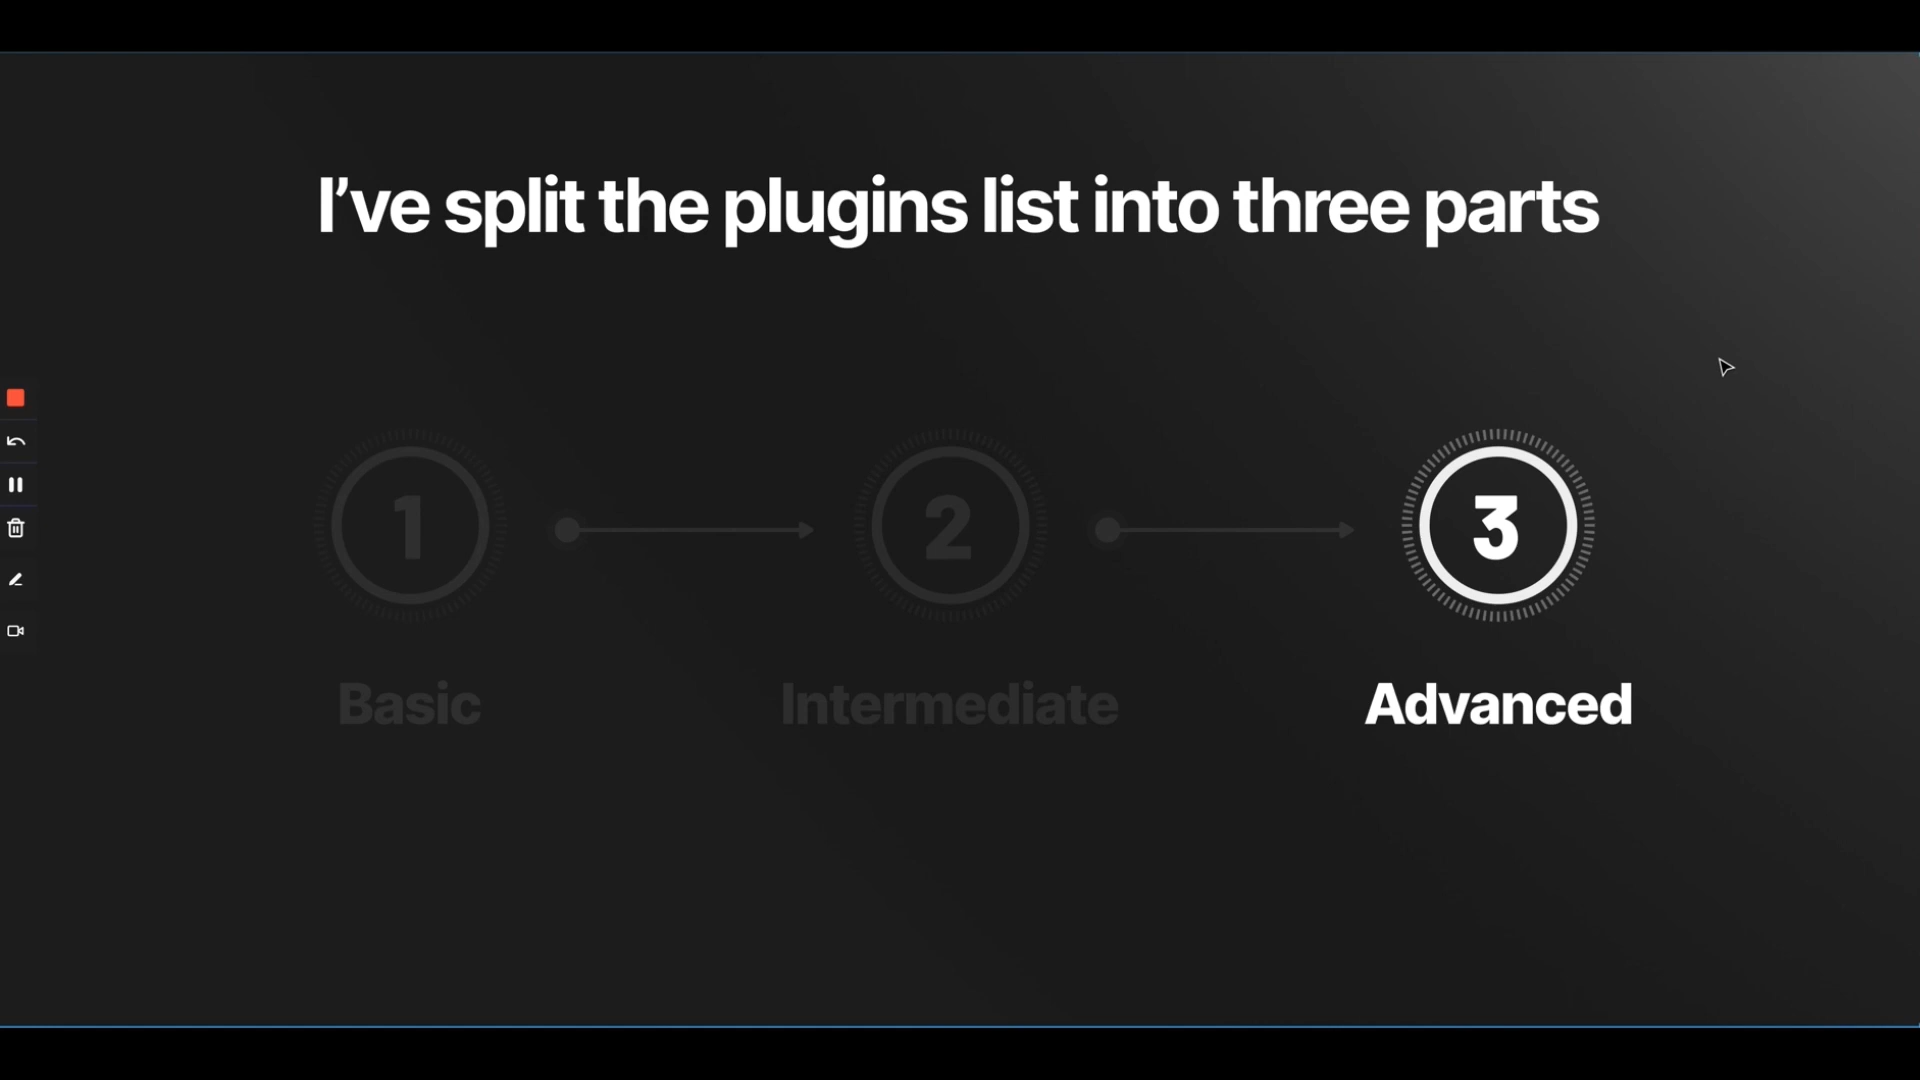 I’ve split the plugins list into three parts
1
2
3
Basic
Intermediate
Advanced